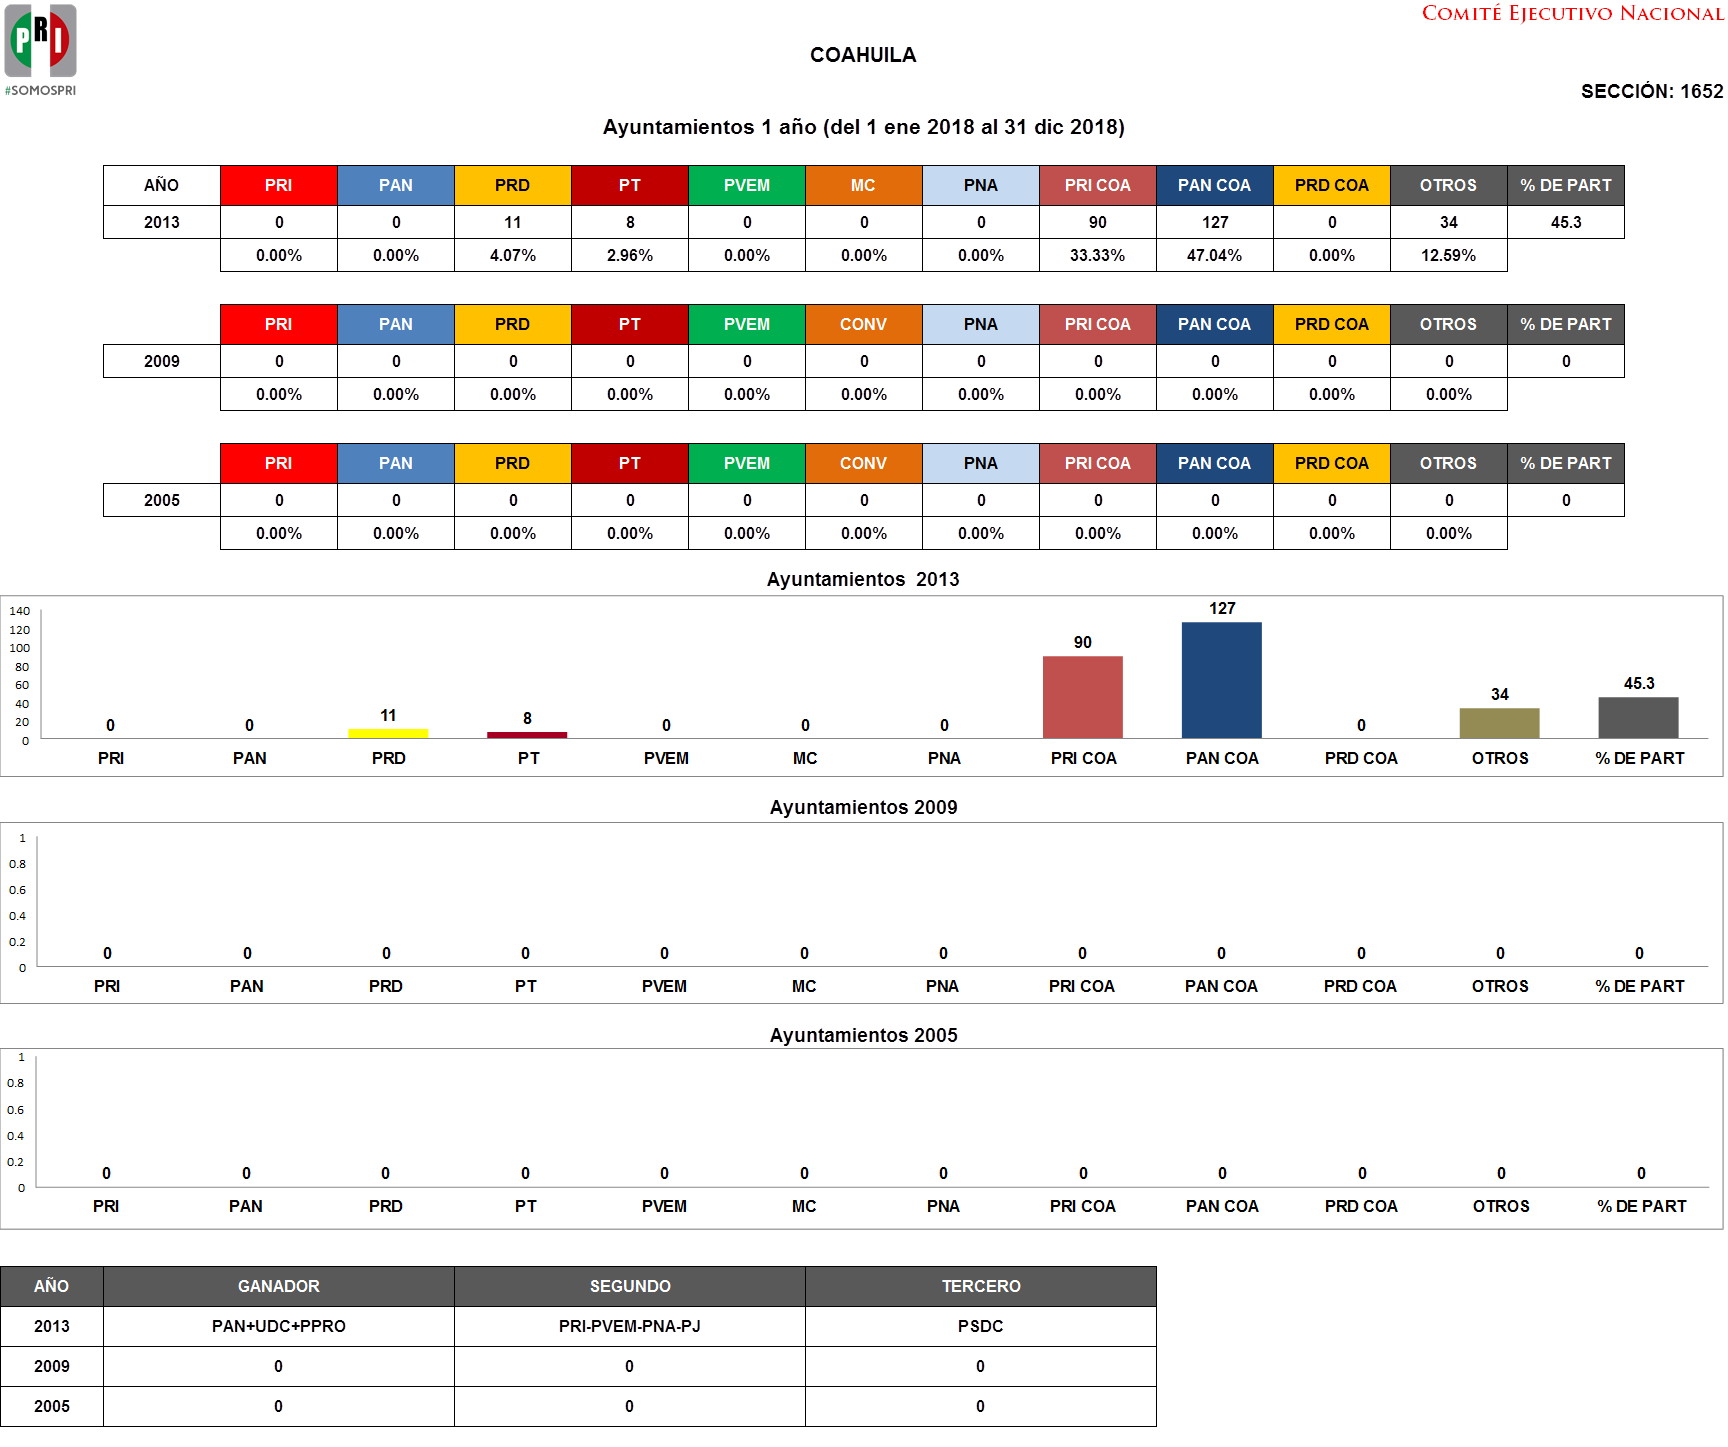 PRI
#SOMOSPRI
COMITÉ EJECUTIVO NACIONAL
COAHUILA
SECCIÓN: 1652
Ayuntamientos 1 año (del 1 ene 2018 al 31 dic 2018)
AÑO PRI PAN PRD PT PVEM MC PNA PRI COA PAN COA PRD COA OTROS % DE PART
2013 0 0 11 8 0 0 0 90 127 0 34 45.3
0.00% 0.00% 4.07% 2.96% 0.00% 0.00% 0.00% 33.33% 47.04% 0.00% 12.59%
PRI PAN PRD PT PVEM CONV PNA PRI COA PAN COA PRD COA OTROS % DE PART
2009 0 0 0 0 0 0 0 0 0 0 0 0
0.00% 0.00% 0.00% 0.00% 0.00% 0.00% 0.00% 0.00% 0.00% 0.00% 0.00%
PRI PAN PRD PT PVEM CONV PNA PRI COA PAN COA PRD COA OTROS % DE PART
2005 0 0 0 0 0 0 0 0 0 0 0 0
0.00% 0.00% 0.00% 0.00% 0.00% 0.00% 0.00% 0.00% 0.00% 0.00% 0.00%
Ayuntamientos 2013
140
120
100
80
60
40
20
0
0 0 11 8 0 0 0 90 127 0 34 45.3
PRI PAN PRD PT PVEM MC PNA PRI COA PAN COA PRD COA OTROS % DE PART
Ayuntamientos 2009
1
0.8
0.6
0.4
0.2
0
0 0 0 0 0 0 0 0 0 0 0 0
PRI PAN PRD PT PVEM MC PNA PRI COA PAN COA PRD COA OTROS % DE PART
Ayuntamientos 2005
1
0.8
0.6
0.4
0.2
0
0 0 0 0 0 0 0 0 0 0 0 0
PRI PAN PRD PT PVEM MC PNA PRI COA PAN COA PRD COA OTROS % DE PART
AÑO GANADOR SEGUNDO TERCERO
2013 PAN+UDC+PPRO PRI-PVEM-PNA-PJ PSDC
2009 0 0 0
2005 0 0 0